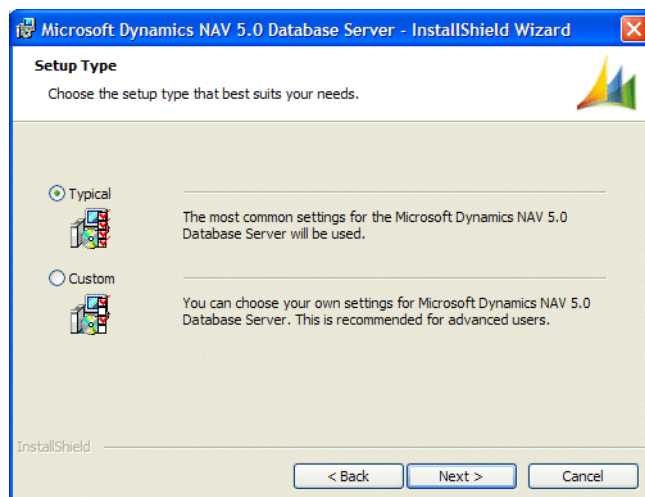 Microsoft Dynamics NAV 5.0 Database Server - InstallShield Wizard
Setup Type
Choose the setup type that best suits your needs.
Typical
The most common settings for the Microsoft Dynamics NAV 5.0
Database Server will be used.
Custom
You can choose your own settings for Microsoft Dynamics NAV 5.0
Database Server. This is recommended for advanced users.
InstallShield
< Back Next > Cancel